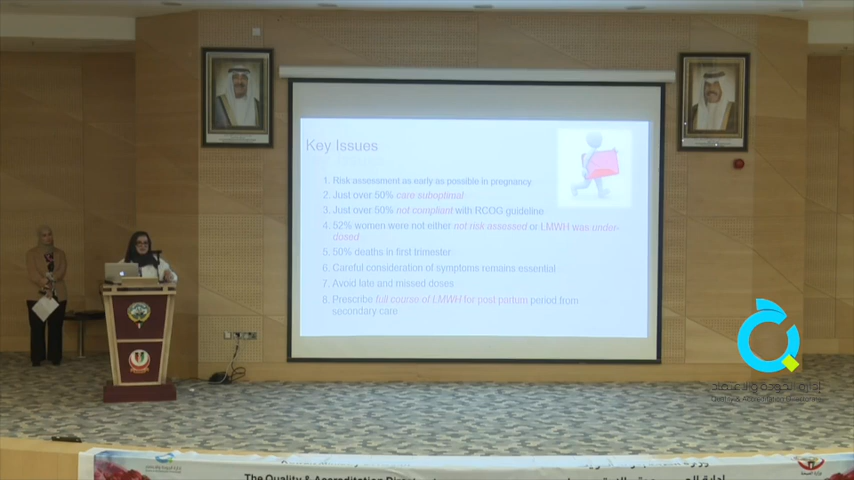 Key Issues
1. Risk assessment as early as possible in pregnancy
2. Just over 50% care suboptimal
3. Just over 50% not compliant with RCOG guideline
4. 52% women were not either not risk assessed or LMWH was under-
dosed
5. 50% deaths in first trimester
6. Careful consideration of symptoms remains essential
7. Avoid late and missed doses
8. Prescribe full course of LMWH for post partum period from
secondary care
إدارة الجودة والاعتماد
Quality & Accreditation Directorate
The Quality & Accreditation Direct